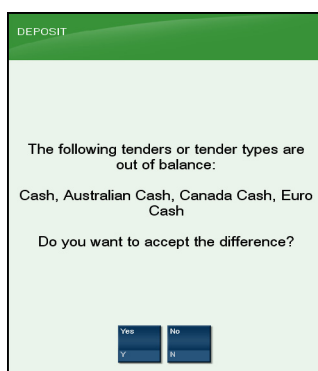 DEPOSIT
The following tenders or tender types are
out of balance:
Cash, Australian Cash, Canada Cash, Euro
Cash
Do you want to accept the difference?
Yes No
Y N